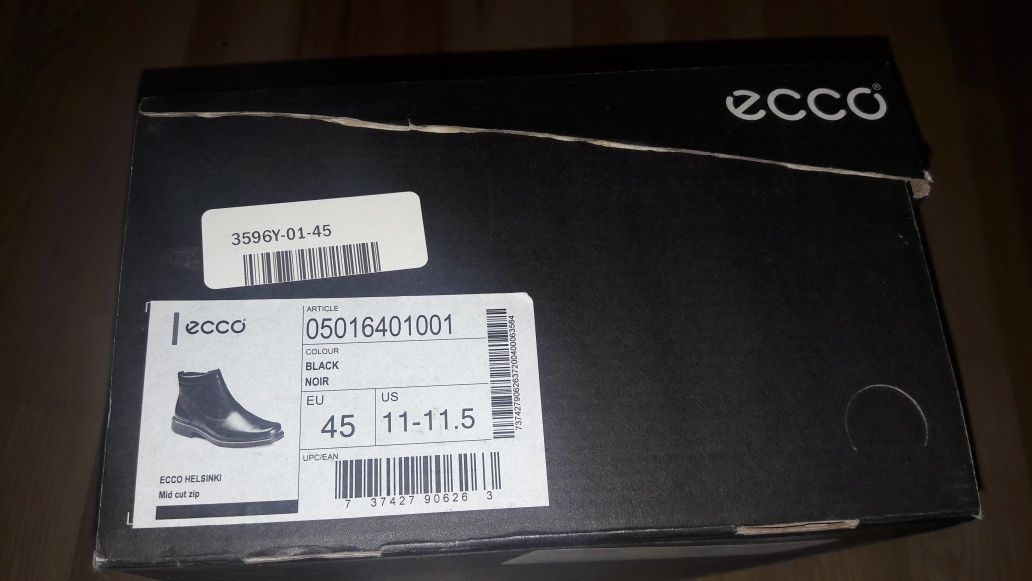 ecco®
3596Y-01-45
ecco
ARTICLE
05016401001
COLOUR
BLACK
NOIR
EU
45
US
11-11.5
ECCO HELSINKI
Mid cut zip
UPC/EAN
7 37427 90626 3